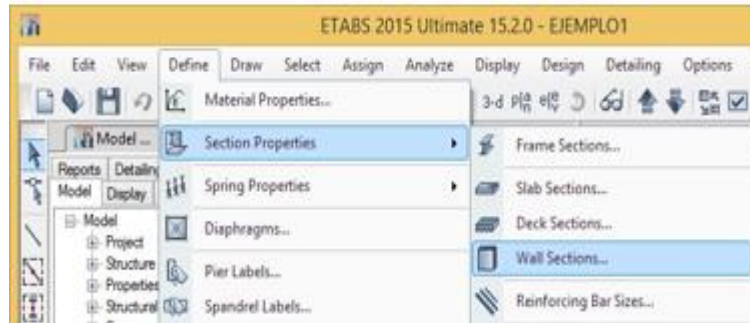 ETABS 2015 Ultimate 15.2.0 - EJEMPLO1
File Edit View Define Draw Select Assign Analyze Display Design Detailing Options
3-d
Model ...
Reports Detailing
Model Display
Model
Project
Structure
Properties
Structural
Material Properties...
Section Properties
Spring Properties
Diaphragms...
Pier Labels...
Spandrel Labels...
Frame Sections...
Slab Sections...
Deck Sections...
Wall Sections...
Reinforcing Bar Sizes...